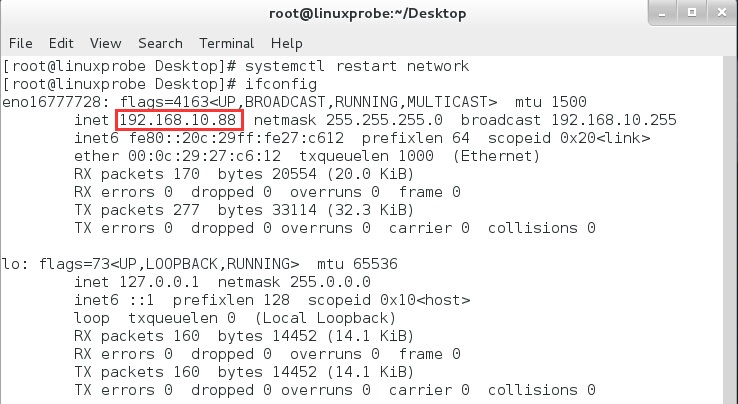 root@linuxprobe:~/Desktop
File Edit View Search Terminal Help
[root@linuxprobe Desktop]# systemctl restart network
[root@linuxprobe Desktop]# ifconfig
eno16777728: flags=4163<UP,BROADCAST,RUNNING,MULTICAST>  mtu 1500
        inet 192.168.10.88  netmask 255.255.255.0  broadcast 192.168.10.255
        inet6 fe80::20c:29ff:fe27:c612  prefixlen 64  scopeid 0x20<link>
        ether 00:0c:29:27:c6:12  txqueuelen 1000  (Ethernet)
        RX packets 170  bytes 20554 (20.0 KiB)
        RX errors 0  dropped 0  overruns 0  frame 0
        TX packets 277  bytes 33114 (32.3 KiB)
        TX errors 0  dropped 0 overruns 0  carrier 0  collisions 0

lo: flags=73<UP,LOOPBACK,RUNNING>  mtu 65536
        inet 127.0.0.1  netmask 255.0.0.0
        inet6 ::1  prefixlen 128  scopeid 0x10<host>
        loop  txqueuelen 0  (Local Loopback)
        RX packets 160  bytes 14452 (14.1 KiB)
        RX errors 0  dropped 0  overruns 0  frame 0
        TX packets 160  bytes 14452 (14.1 KiB)
        TX errors 0  dropped 0 overruns 0  carrier 0  collisions 0